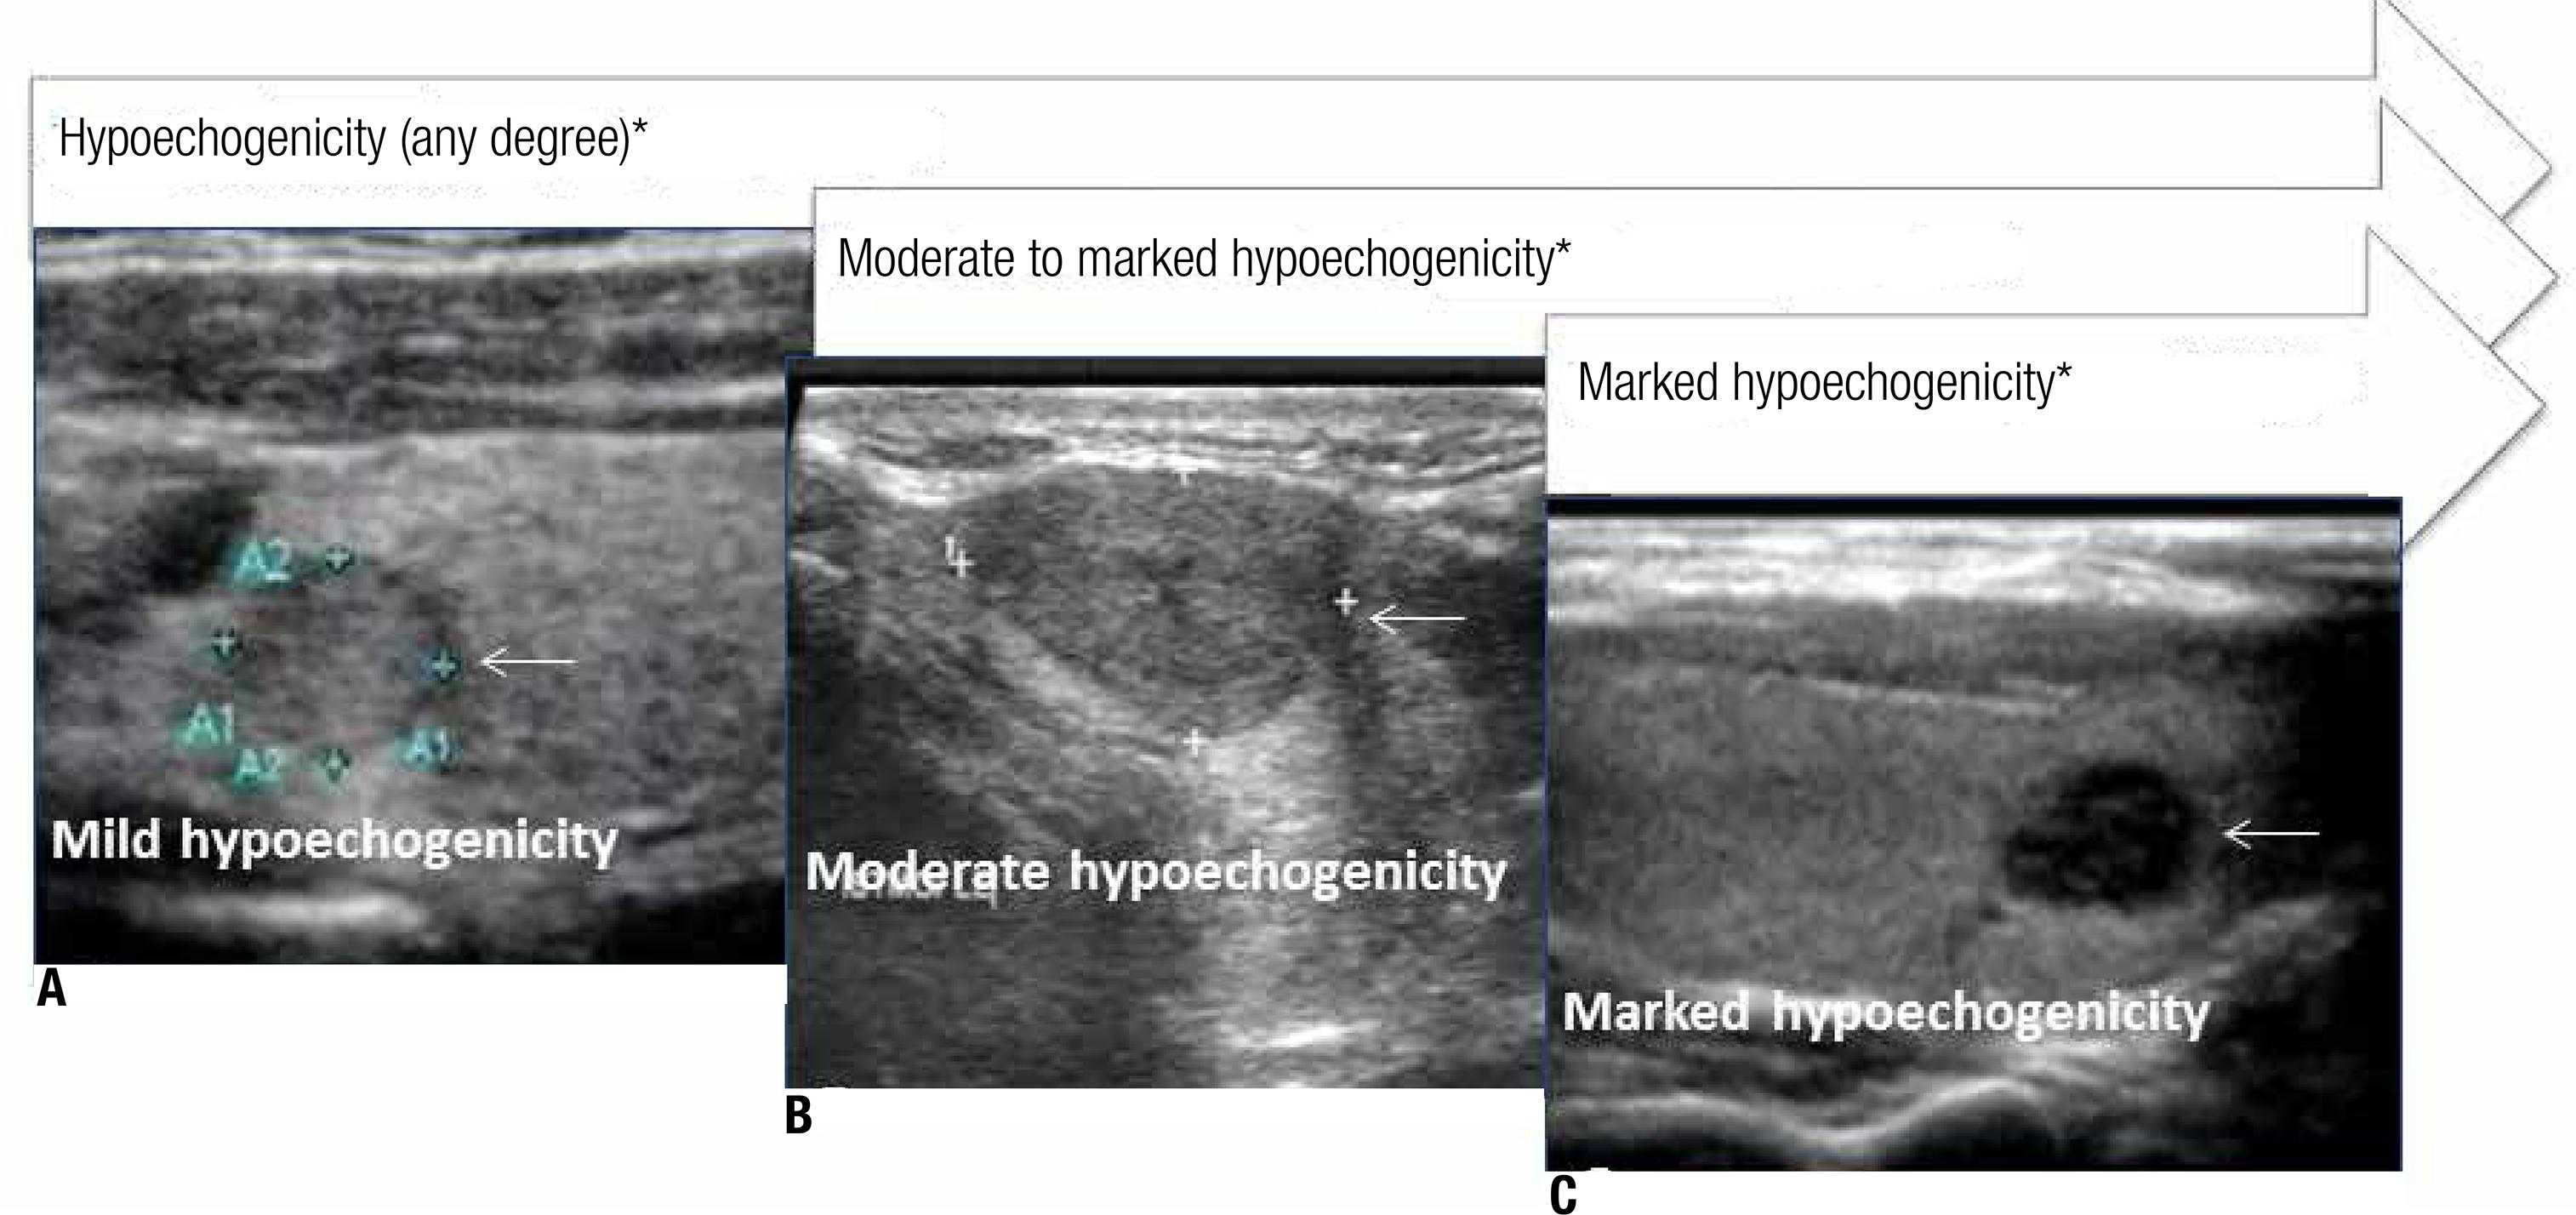 Hypoechogenicity (any degree)*
Moderate to marked hypoechogenicity*
Marked hypoechogenicity*
A2
A1
A2
A1
Mild hypoechogenicity
A
4
Moderate hypoechogenicity
B
Marked hypoechogenicity
C